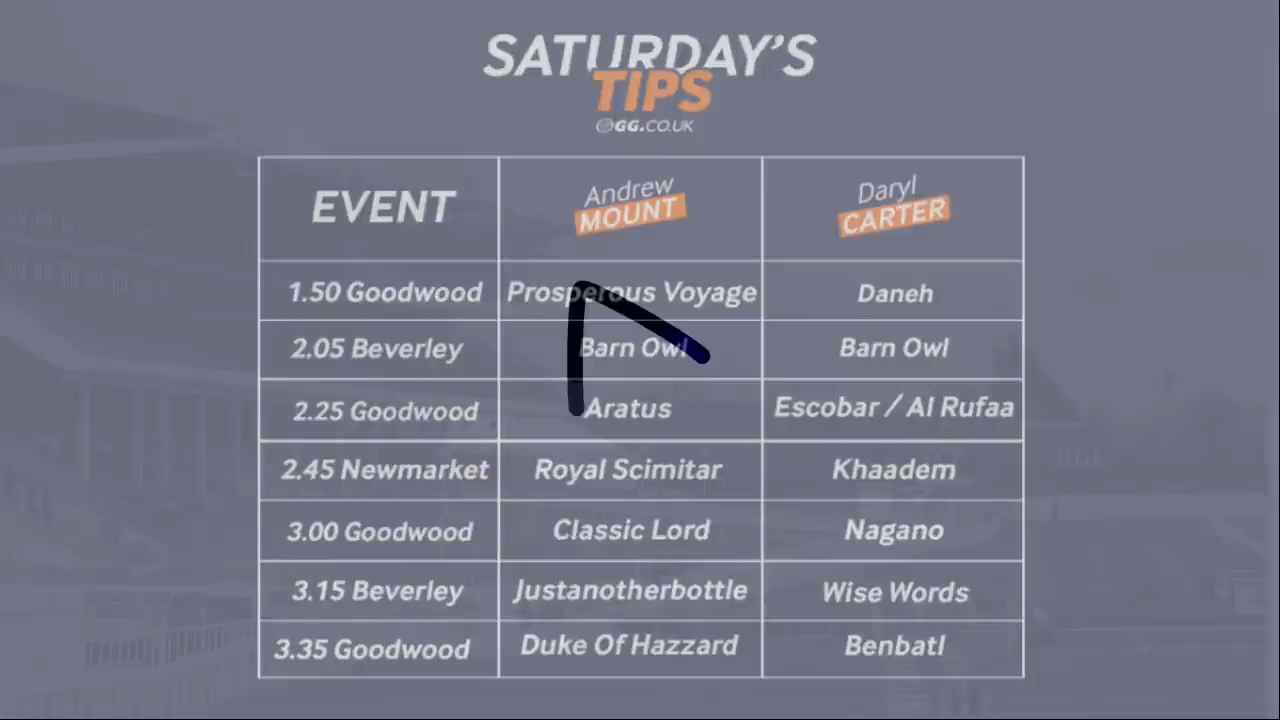 SATURDAY'S
TIPS
GG.CO.UK
EVENT Andrew MOUNT Daryl CARTER
1.50 Goodwood Prosperous Voyage Daneh
2.05 Beverley Barn Owl Barn Owl
2.25 Goodwood Aratus Escobar / Al Rufaa
2.45 Newmarket Royal Scimitar Khaadem
3.00 Goodwood Classic Lord Nagano
3.15 Beverley Justanotherbottle Wise Words
3.35 Goodwood Duke Of Hazzard Benbatl